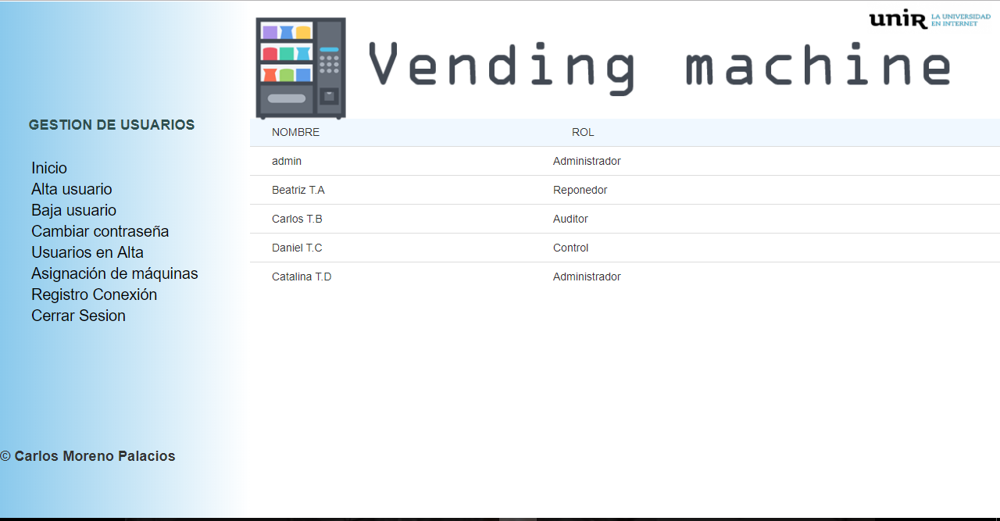 unir LA UNIVERSIDAD
EN INTERNET
Vending machine
GESTION DE USUARIOS
Inicio
Alta usuario
Baja usuario
Cambiar contraseña
Usuarios en Alta
Asignación de máquinas
Registro Conexión
Cerrar Sesion
© Carlos Moreno Palacios
NOMBRE ROL
admin Administrador
Beatriz T.A Reponedor
Carlos T.B Auditor
Daniel T.C Control
Catalina T.D Administrador